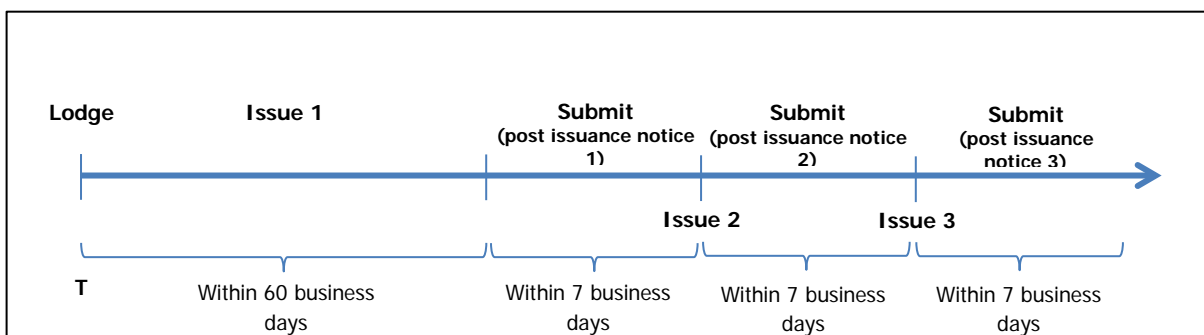 Lodge
Issue 1
Submit
(post issuance notice
1)
Submit
(post issuance notice
2)
Submit
(post issuance
notice 3)
Issue 2
Issue 3
T
Within 60 business
days
Within 7 business
days
Within 7 business
days
Within 7 business
days